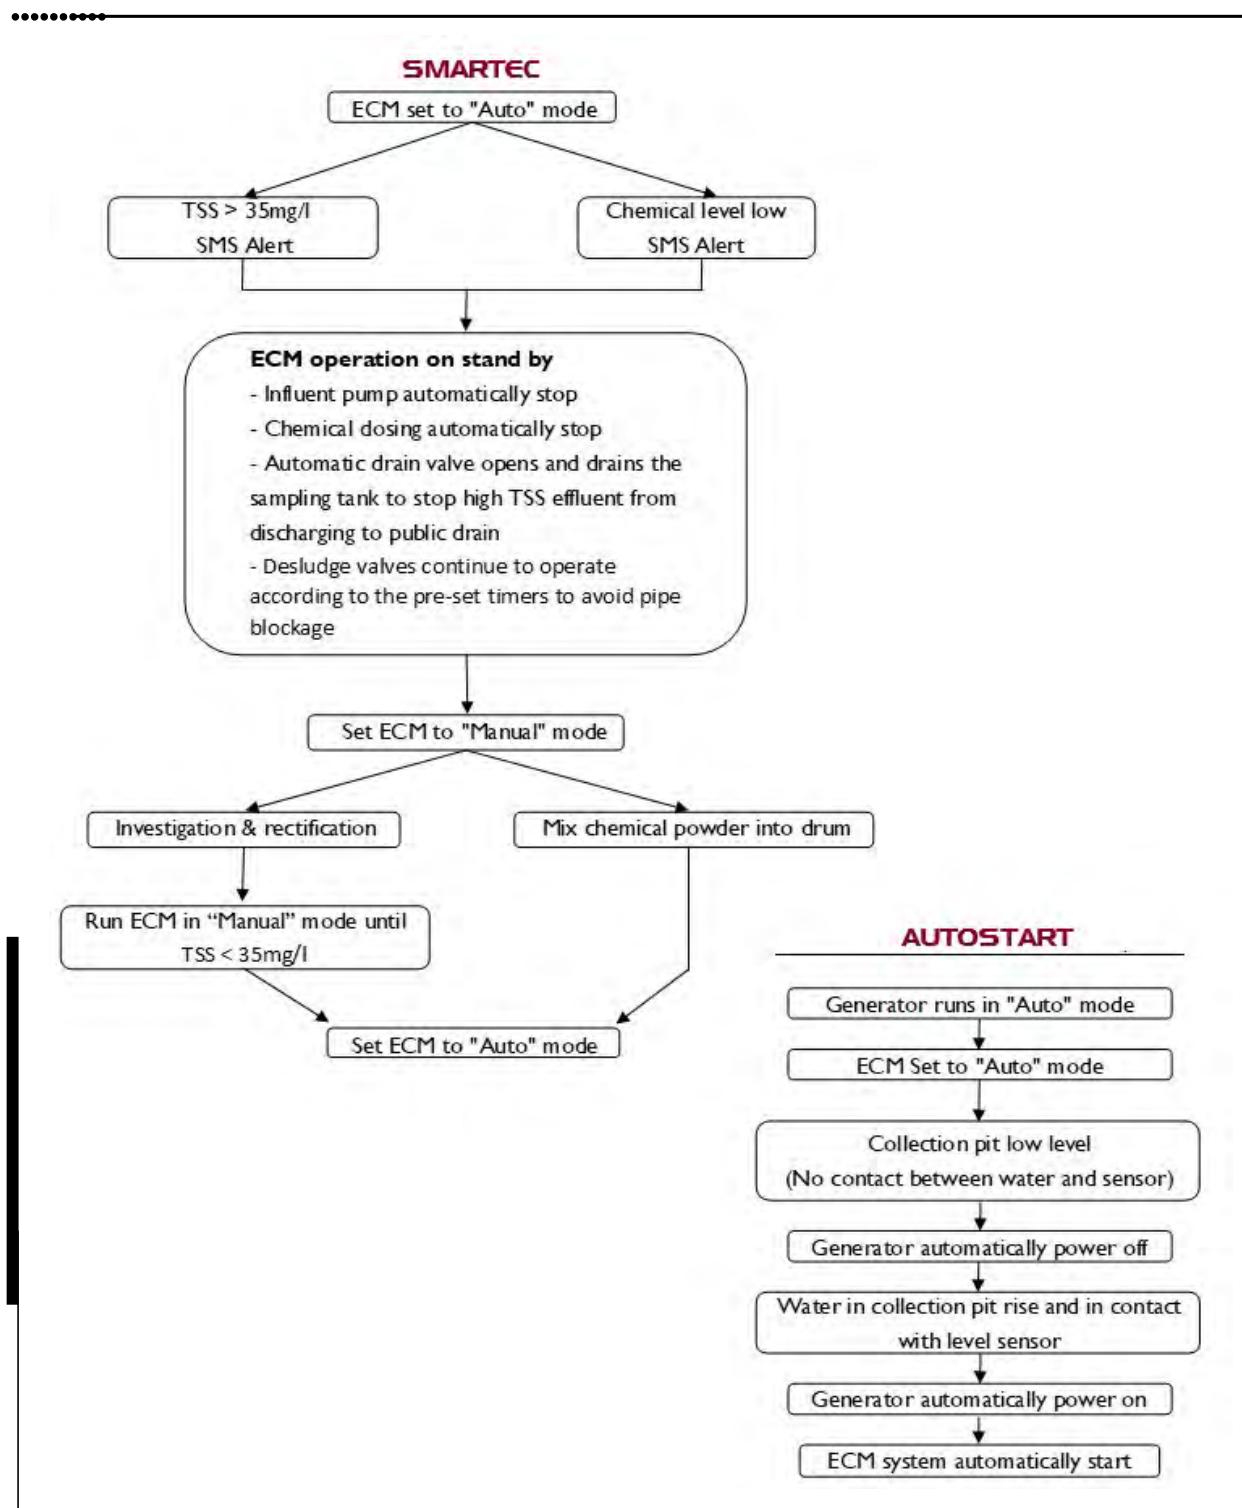 SMARTEC
ECM set to "Auto" mode
TSS > 35mg/l
SMS Alert
Chemical level low
SMS Alert
ECM operation on stand by
- Influent pump automatically stop
- Chemical dosing automatically stop
- Automatic drain valve opens and drains the
sampling tank to stop high TSS effluent from
discharging to public drain
- Desludge valves continue to operate
according to the pre-set timers to avoid pipe
blockage
Set ECM to "Manual" mode
Investigation & rectification
Mix chemical powder into drum
Run ECM in “Manual” mode until
TSS < 35mg/l
Set ECM to "Auto" mode
AUTOSTART
Generator runs in "Auto" mode
ECM Set to "Auto" mode
Collection pit low level
(No contact between water and sensor)
Generator automatically power off
Water in collection pit rise and in contact
with level sensor
Generator automatically power on
ECM system automatically start